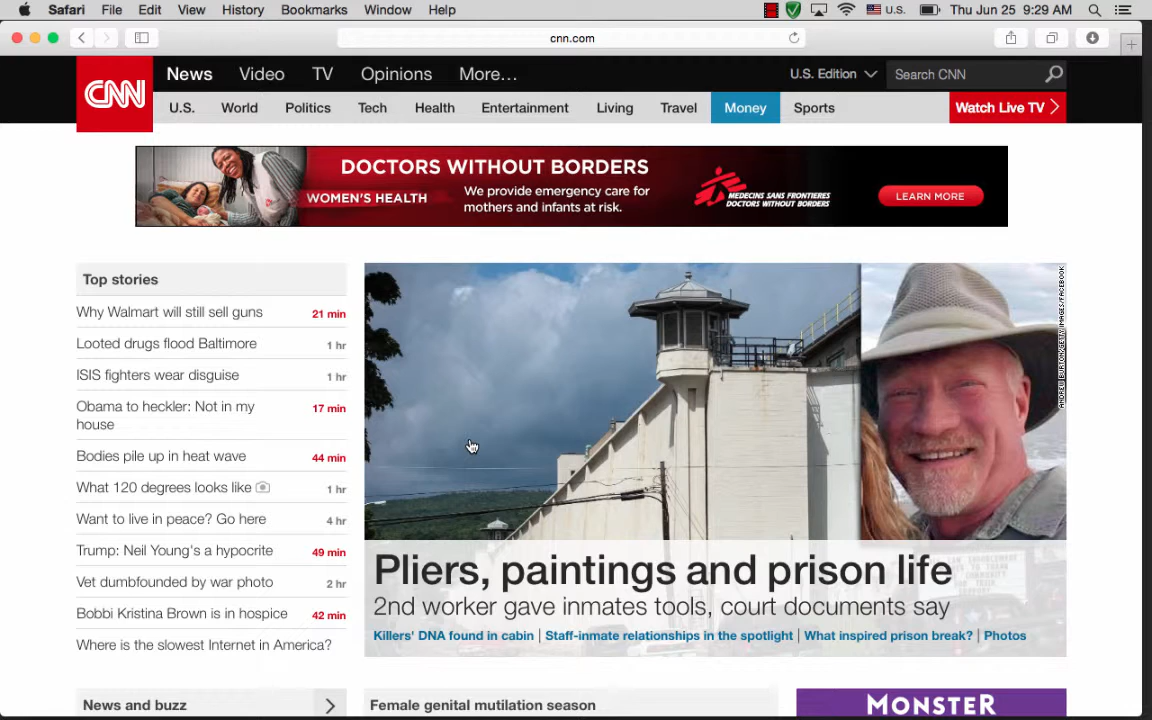 Safari File Edit View History Bookmarks Window Help U.S. Thu Jun 25 9:29 AM
cnn.com
CNN News Video TV Opinions More... U.S. Edition Search CNN
U.S. World Politics Tech Health Entertainment Living Travel Money Sports Watch Live TV
DOCTORS WITHOUT BORDERS
WOMEN'S HEALTH
We provide emergency care for
mothers and infants at risk.
MEDECINS SANS FRONTIERES
DOCTORS WITHOUT BORDERS
LEARN MORE
Top stories
Why Walmart will still sell guns 21 min
Looted drugs flood Baltimore 1 hr
ISIS fighters wear disguise 1 hr
Obama to heckler: Not in my 17 min
house
Bodies pile up in heat wave 44 min
What 120 degrees looks like 1 hr
Want to live in peace? Go here 4 hr
Trump: Neil Young's a hypocrite 49 min
Vet dumbfounded by war photo 2 hr
Bobbi Kristina Brown is in hospice 42 min
Where is the slowest Internet in America?
ANDREW BURTON/GETTY IMAGES/FACEBOOK
Pliers, paintings and prison life
2nd worker gave inmates tools, court documents say
Killers' DNA found in cabin | Staff-inmate relationships in the spotlight | What inspired prison break? | Photos
News and buzz
Female genital mutilation season
MONSTER